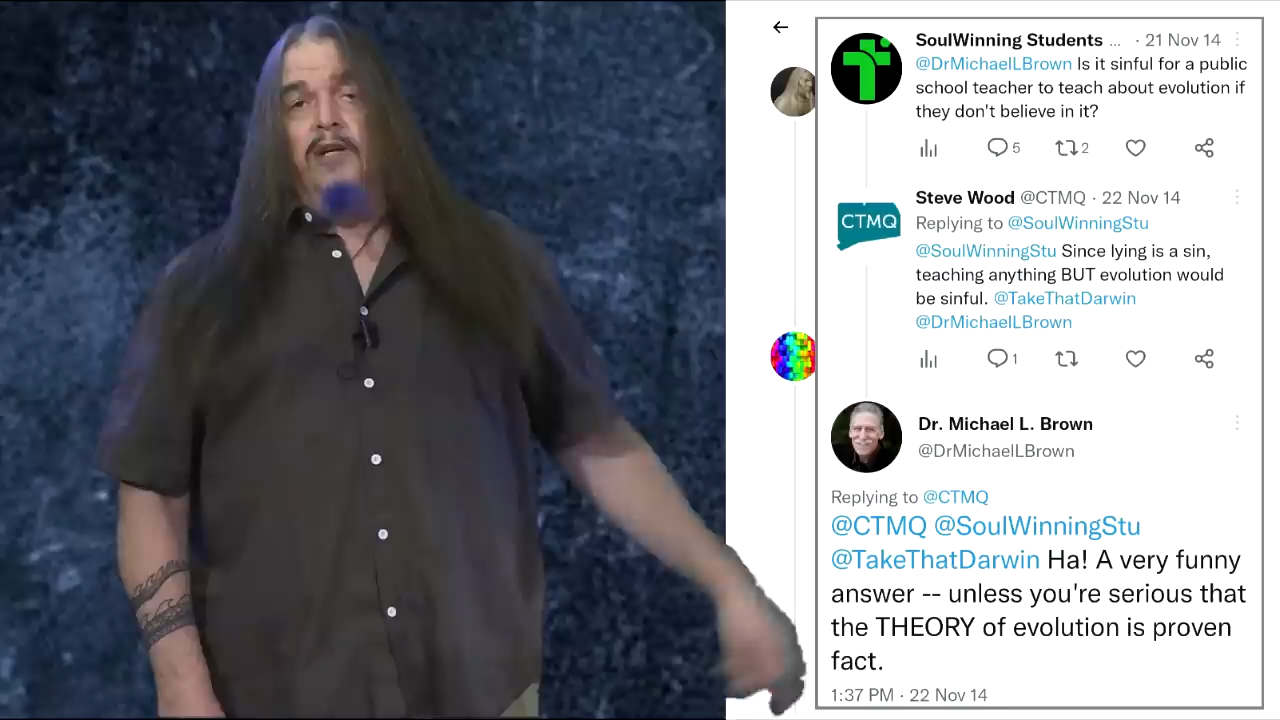 SoulWinning Students ... · 21 Nov 14
@DrMichaelLBrown Is it sinful for a public
school teacher to teach about evolution if
they don't believe in it?
5 2
Steve Wood @CTMQ · 22 Nov 14
CTMQ
Replying to @SoulWinningStu
@SoulWinningStu Since lying is a sin,
teaching anything BUT evolution would
be sinful. @TakeThatDarwin
@DrMichaelLBrown
1
Dr. Michael L. Brown
@DrMichaelLBrown
Replying to @CTMQ
@CTMQ @SoulWinningStu
@TakeThatDarwin Ha! A very funny
answer -- unless you're serious that
the THEORY of evolution is proven
fact.
1:37 PM · 22 Nov 14